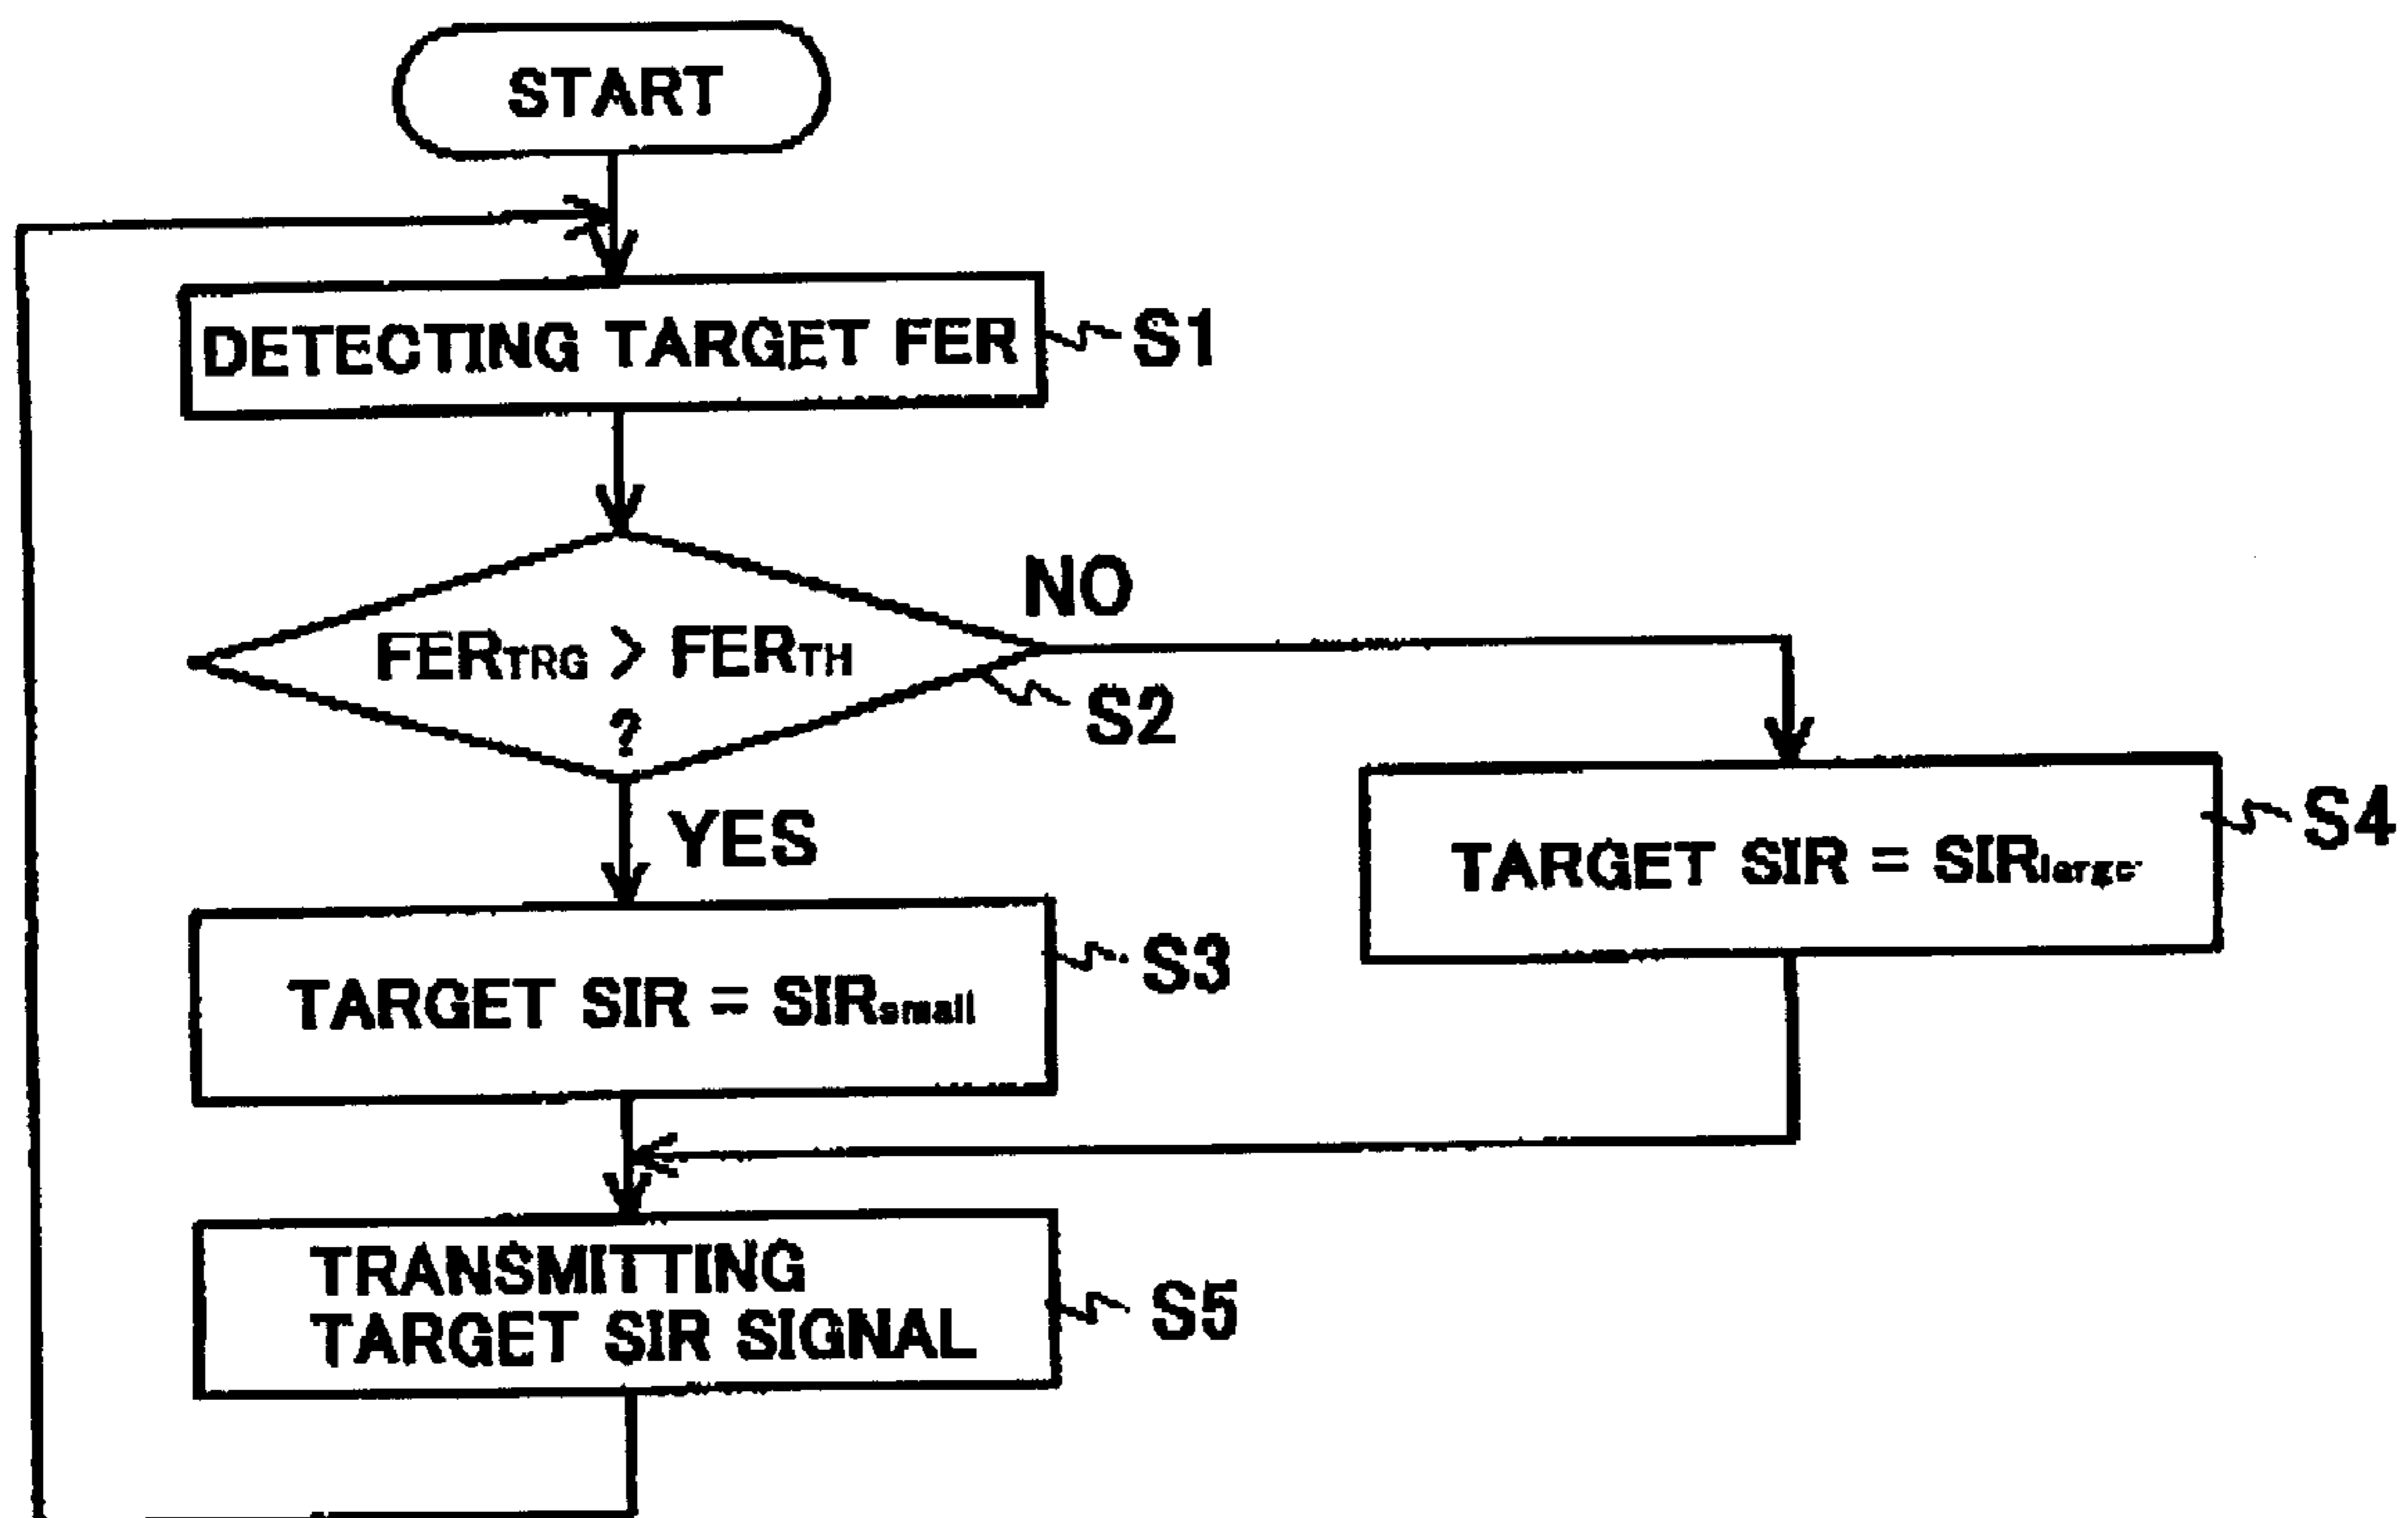 START
DETECTING TARGET FER
S1
NO
FERTRG > FERTH
?
S2
YES
S4
TARGET SIR = SIRlarge
S3
TARGET SIR = SIRsmall
TRANSMITTING
TARGET SIR SIGNAL
S5